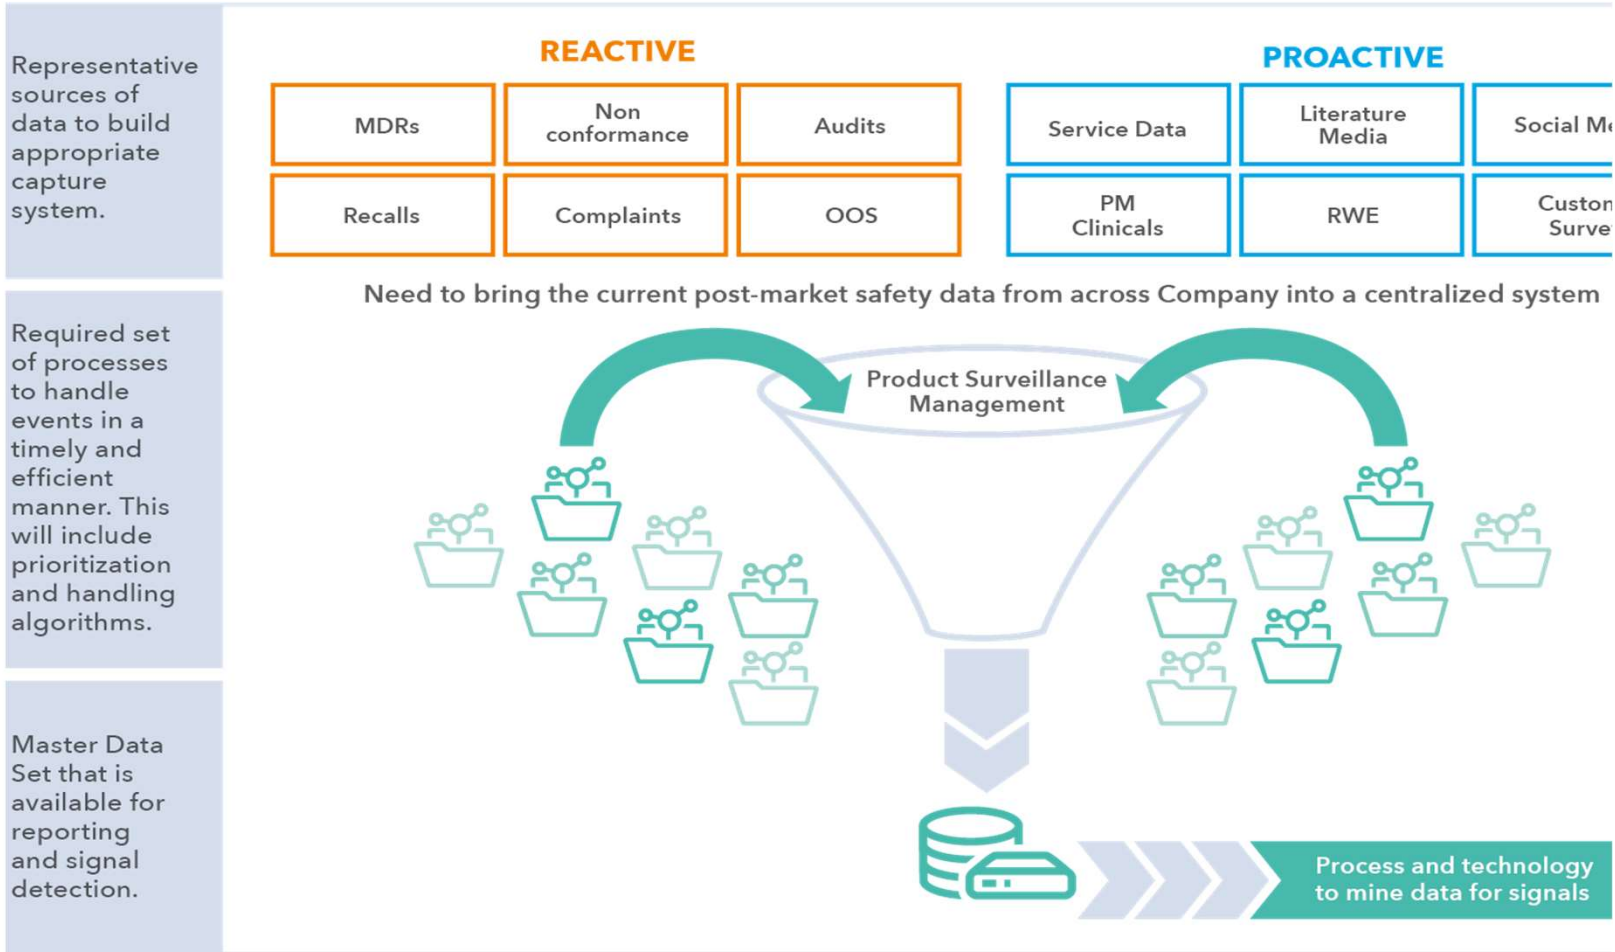 Representative
sources of
data to build
appropriate
capture
system.
REACTIVE
MDRs
Non
conformance
Audits
Recalls
Complaints
OOS
PROACTIVE
Service Data
Literature
Media
Social
PM
Clinicals
RWE
Need to bring the current post-market safety data from across Company into a centralized system
Required set
of processes
to handle
events in a
timely and
efficient
manner. This
will include
prioritization
and handling
algorithms.
Product Surveillance
Management
Master Data
Set that is
available for
reporting
and signal
detection.
Process and technology
to mine data for signals